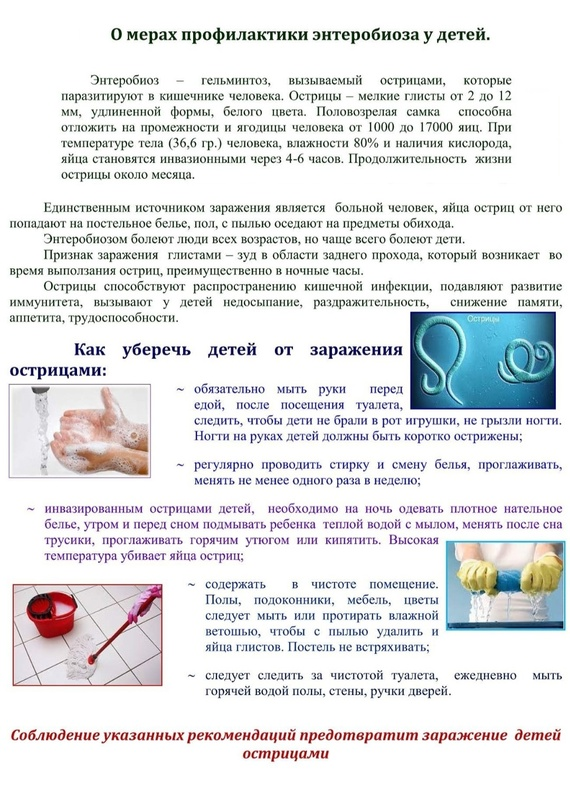 О мерах профилактики энтеробиоза у детей.
Энтеробиоз – гельминтоз, вызываемый острицами, которые
паразитируют в кишечнике человека. Острицы – мелкие глисты от 2 до 12
мм, удлиненной формы, белого цвета. Половозрелая самка способна
отложить на промежности и ягодицы человека от 1000 до 17000 яиц. При
температуре тела (36,6 гр.) человека, влажности 80% и наличия кислорода,
яйца становятся инвазионными через 4-6 часов. Продолжительность жизни
острицы около месяца.
Единственным источником заражения является больной человек, яйца остриц от него
попадают на постельное белье, пол, с пылью оседают на предметы обихода.
Энтеробиозом болеют люди всех возрастов, но чаще всего болеют дети.
Признак заражения глистами – зуд в области заднего прохода, который возникает во
время выползания остриц, преимущественно в ночные часы.
Острицы способствуют распространению кишечной инфекции, подавляют развитие
иммунитета, вызывают у детей недосыпание, раздражительность, снижение памяти,
аппетита, трудоспособности.
Острицы
Как уберечь детей от заражения
острицами:
~ обязательно мыть руки перед
едой, после посещения туалета,
следить, чтобы дети не брали в рот игрушки, не грызли ногти.
Ногти на руках детей должны быть коротко острижены;
~ регулярно проводить стирку и смену белья, проглаживать,
менять не менее одного раза в неделю;
~ инвазированным острицами детей, необходимо на ночь одевать плотное нательное
белье, утром и перед сном подмывать ребенка теплой водой с мылом, менять после сна
трусики, проглаживать горячим утюгом или кипятить. Высокая
температура убивает яйца остриц;
~ содержать в чистоте помещение.
Полы, подоконники, мебель, цветы
следует мыть или протирать влажной
ветошью, чтобы с пылью удалить и
яйца глистов. Постель не встряхивать;
~ следует следить за чистотой туалета, ежедневно мыть
горячей водой полы, стены, ручки дверей.
Соблюдение указанных рекомендаций предотвратит заражение детей
острицами